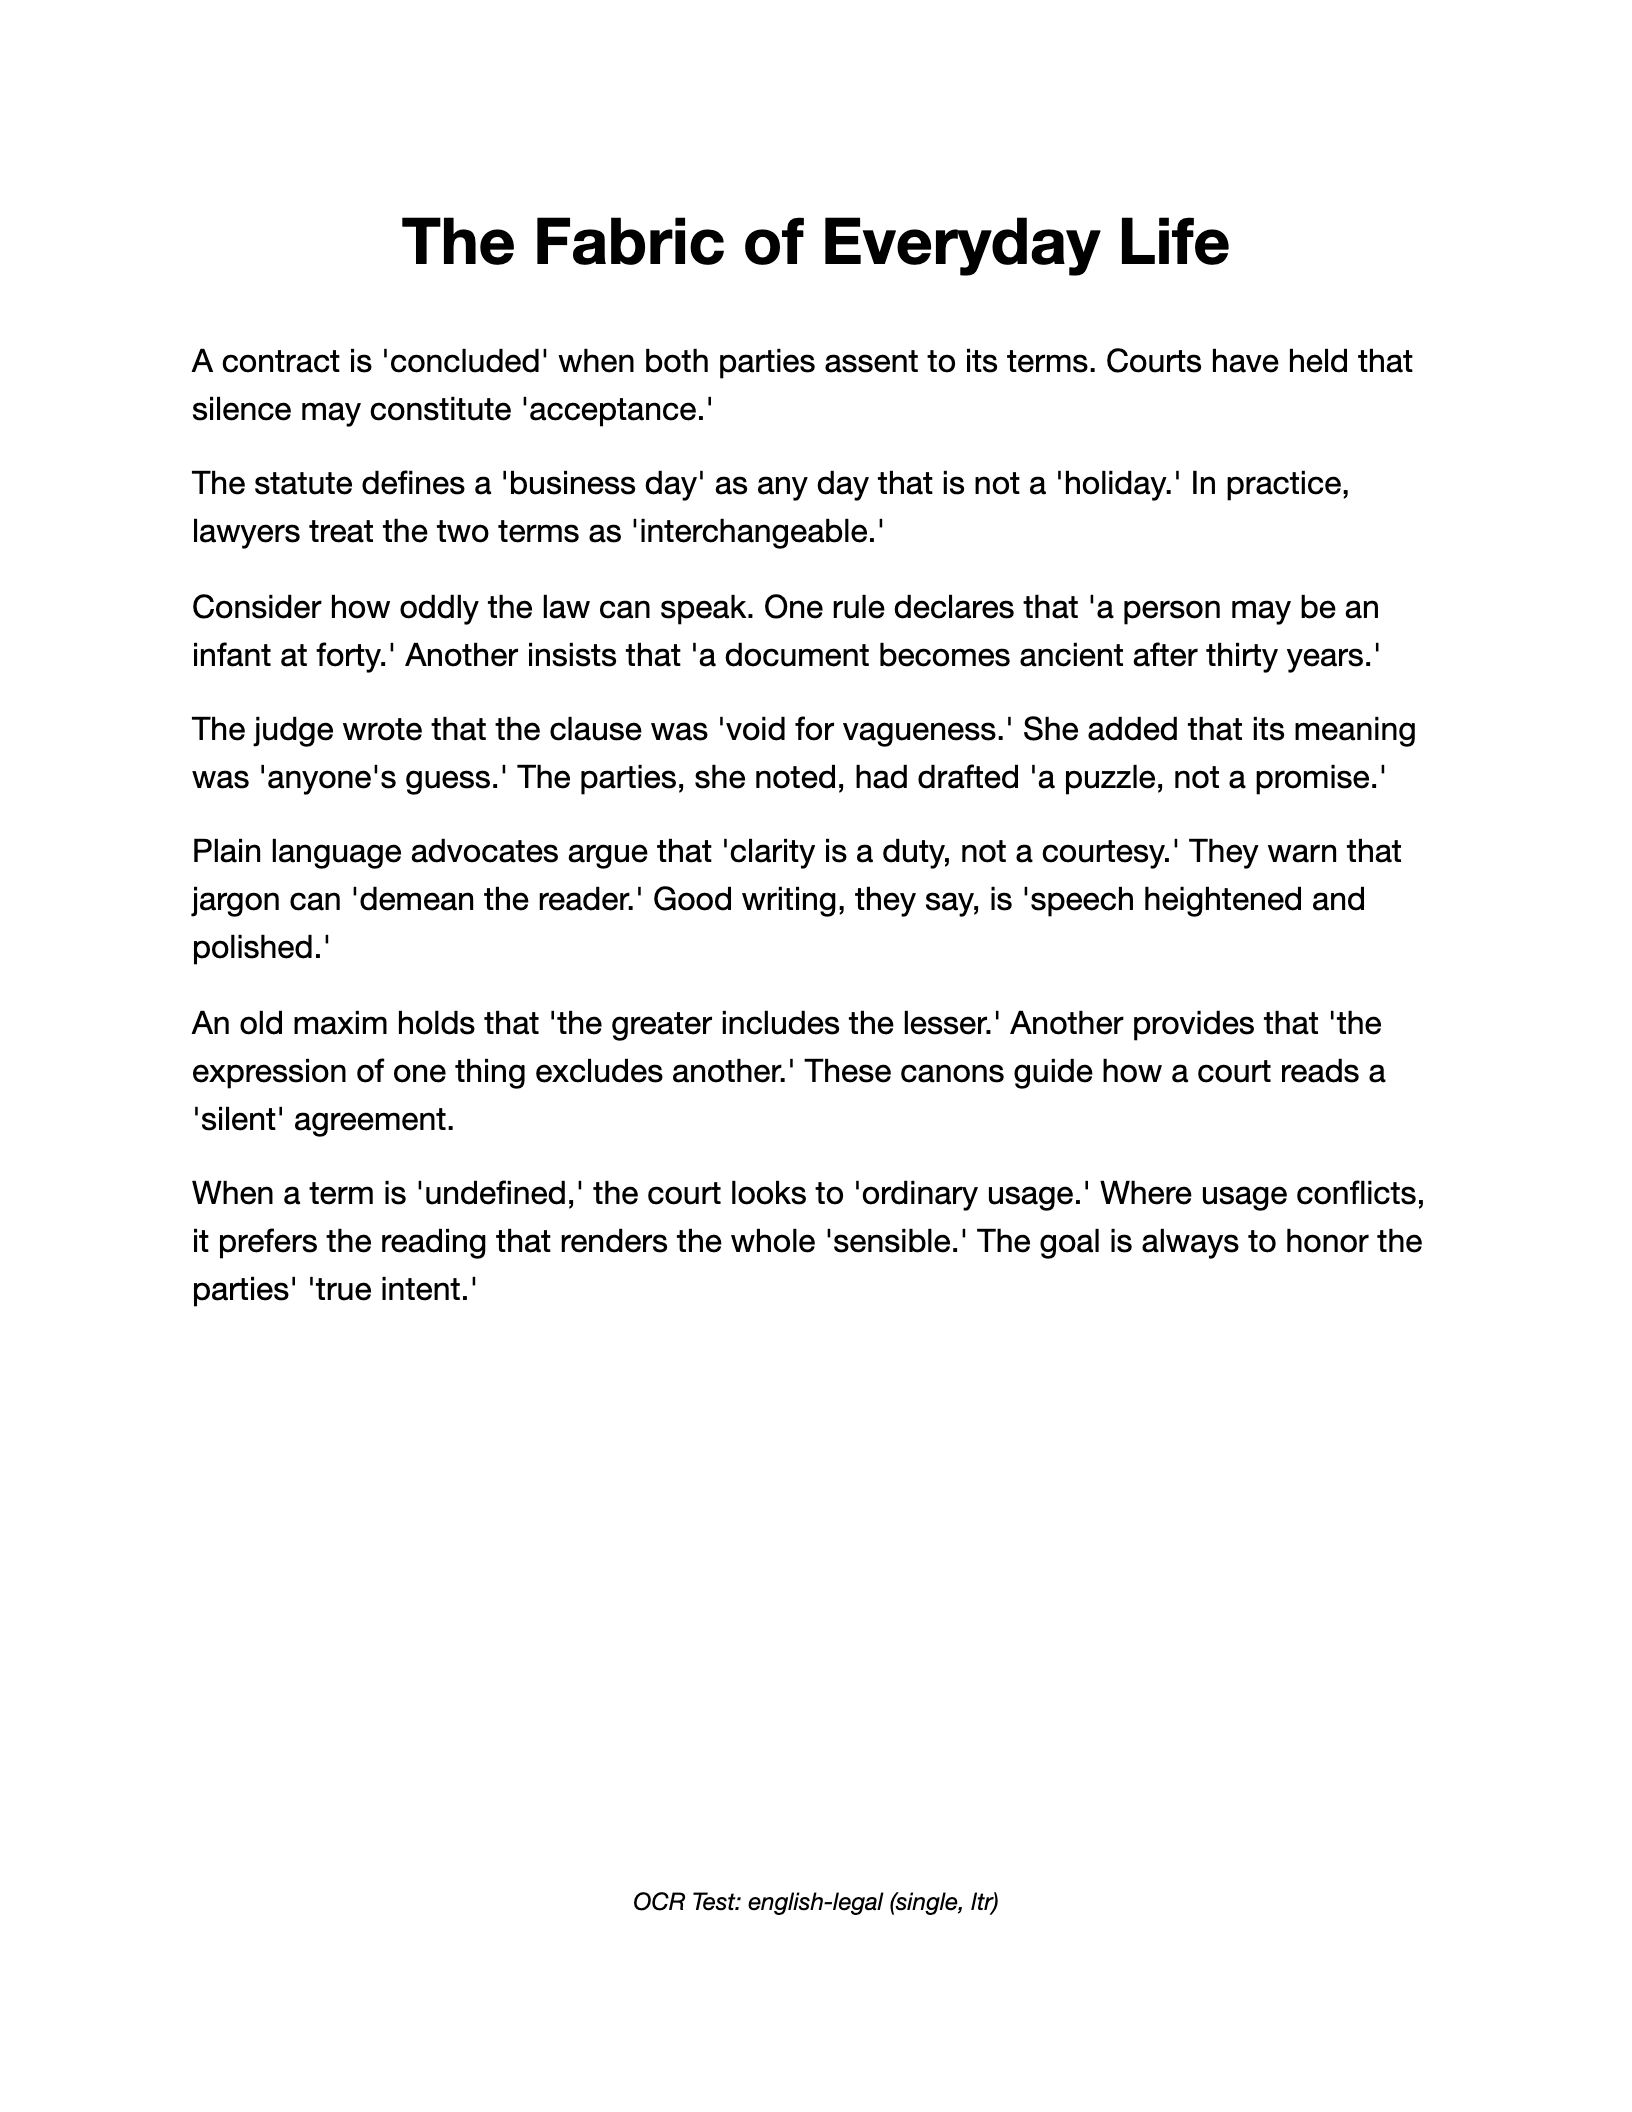 The Fabric of Everyday Life
A contract is 'concluded' when both parties assent to its terms. Courts have held that
silence may constitute 'acceptance.'
The statute defines a 'business day' as any day that is not a 'holiday.' In practice,
lawyers treat the two terms as 'interchangeable.'
Consider how oddly the law can speak. One rule declares that 'a person may be an
infant at forty.' Another insists that 'a document becomes ancient after thirty years.'
The judge wrote that the clause was 'void for vagueness.' She added that its meaning
was 'anyone's guess.' The parties, she noted, had drafted 'a puzzle, not a promise.'
Plain language advocates argue that 'clarity is a duty, not a courtesy.' They warn that
jargon can 'demean the reader.' Good writing, they say, is 'speech heightened and
polished.'
An old maxim holds that 'the greater includes the lesser.' Another provides that 'the
expression of one thing excludes another.' These canons guide how a court reads a
'silent' agreement.
When a term is 'undefined,' the court looks to 'ordinary usage.' Where usage conflicts,
it prefers the reading that renders the whole 'sensible.' The goal is always to honor the
parties' 'true intent.'
OCR Test: english-legal (single, ltr)